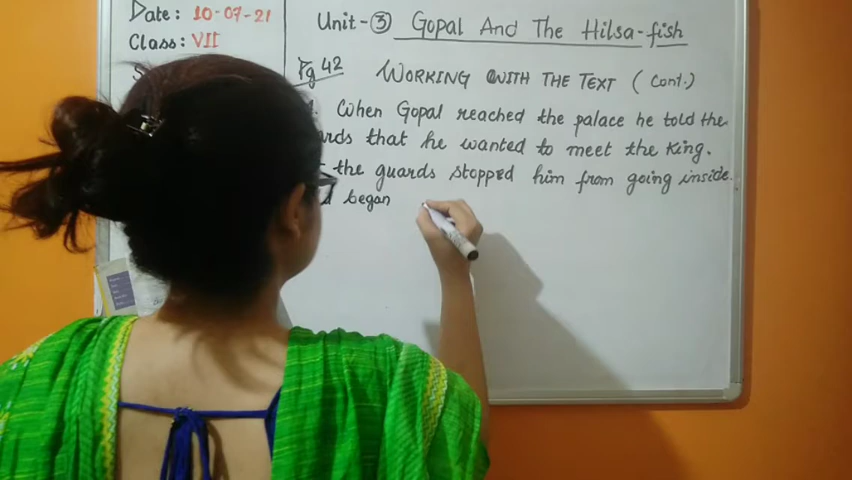 Date: 10-07-21
Class: VII
Unit-③ Gopal And The Hilsa-fish
Pg 42
WORKING WITH THE TEXT (Cont.)
When Gopal reached the palace he told the
that he wanted to meet the King.
the guards stopped him from going inside.
began